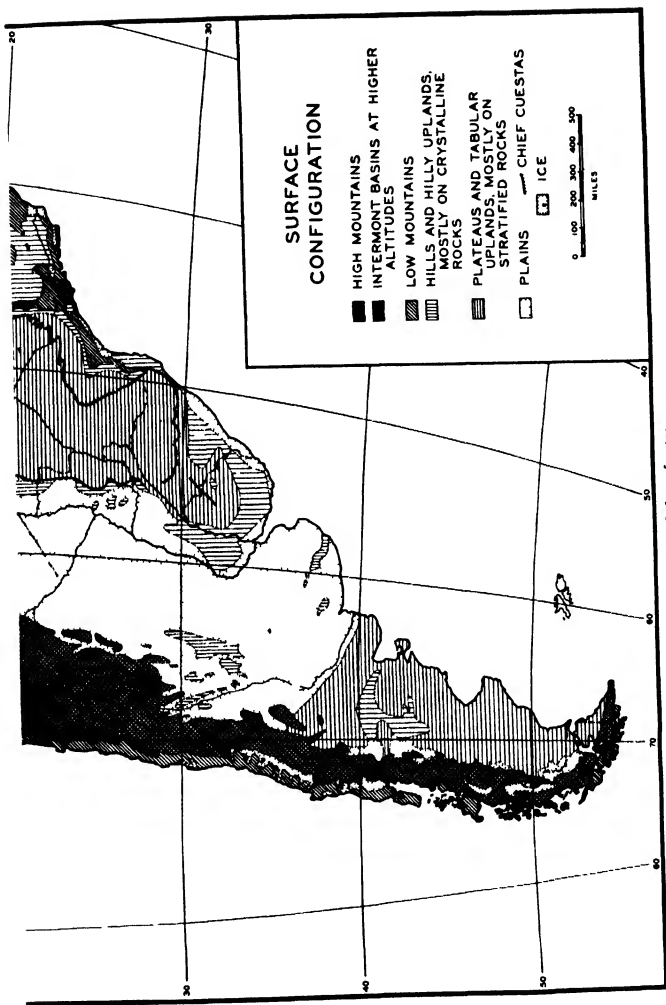 20
30
SURFACE
CONFIGURATION
HIGH MOUNTAINS
INTERMONT BASINS AT HIGHER
ALTITUDES
LOW MOUNTAINS
HILLS AND HILLY UPLANDS,
MOSTLY ON CRYSTALLINE
ROCKS
PLATEAUS AND TABULAR
UPLANDS, MOSTLY ON
STRATIFIED ROCKS
PLAINS
CHIEF CUESTAS
ICE
0 100 200 300 400 500
MILES
30
40
50
80
70
60
50
40